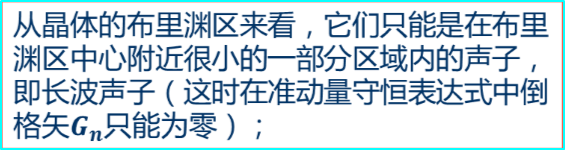 从晶体的布里渊区来看，它们只能是在布里
渊区中心附近很小的一部分区域内的声子，
即长波声子（这时在准动量守恒表达式中倒
格矢Gₙ只能为零）；